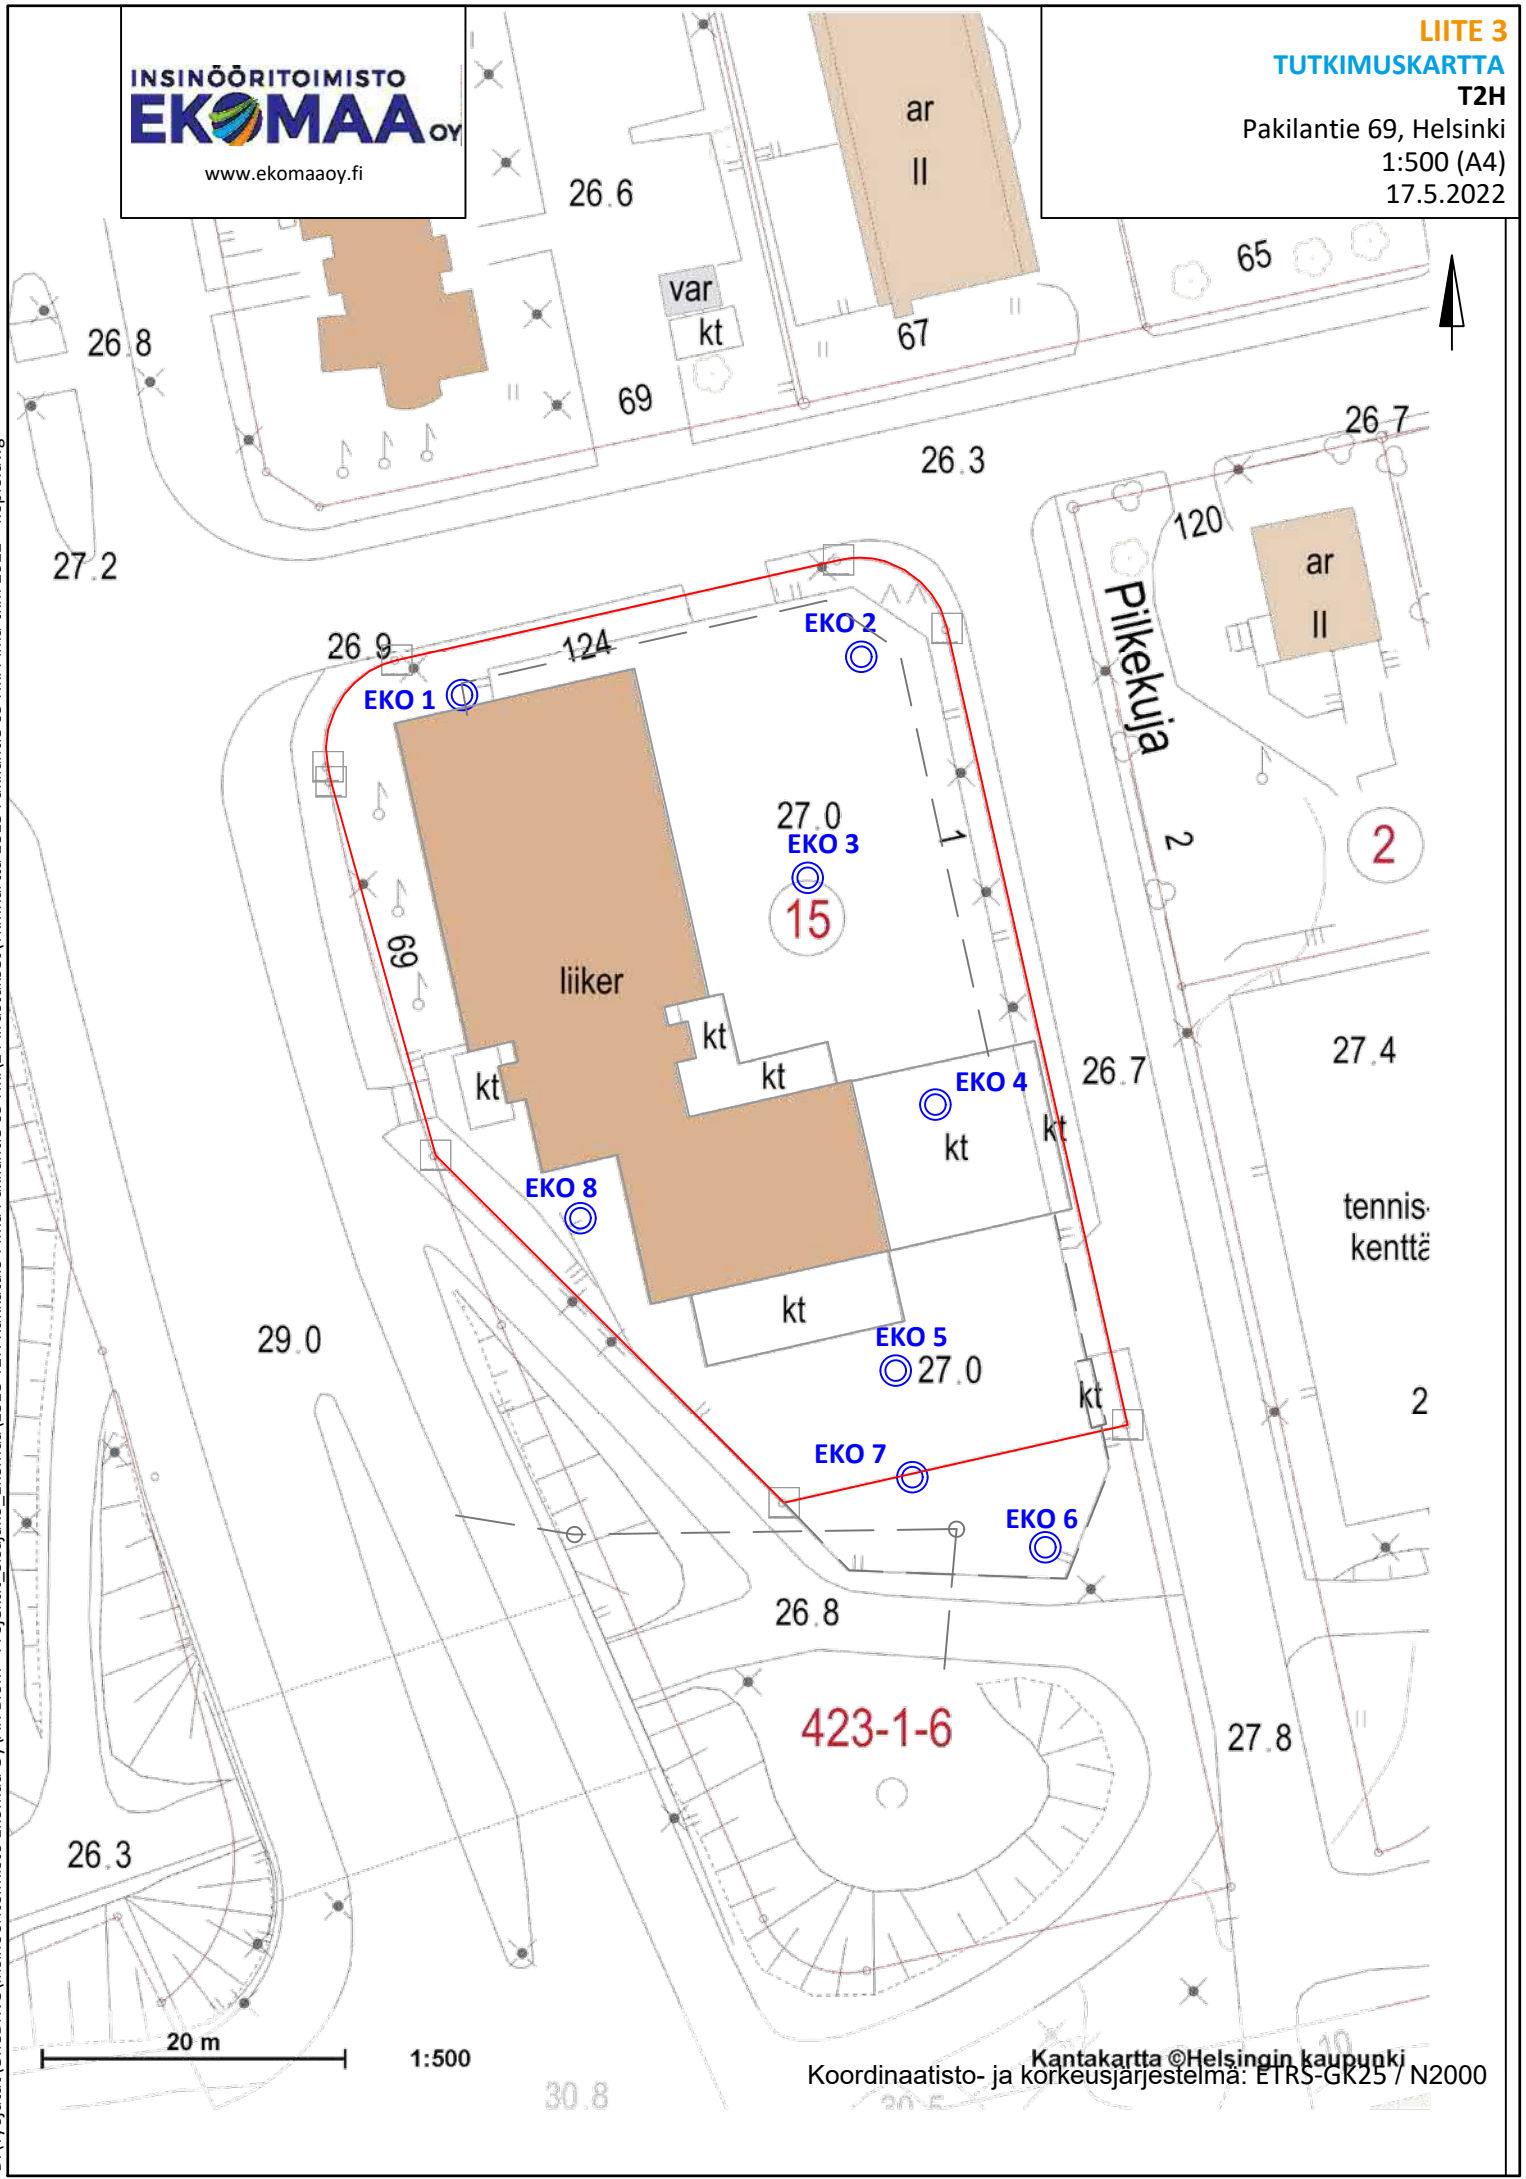 INSINÖÖRITOIMISTO
EKOMAA OY
www.ekomaaoy.fi
LIITE 3
TUTKIMUSKARTTA
T2H
Pakilantie 69, Helsinki
1:500 (A4)
17.5.2022
ar
II
26.6
65
var
kt
67
26.8
69
26.7
26.3
120
27.2
ar
II
Pilkekuja
EKO 2
26.9
124
EKO 1
27.0
EKO 3
1
2
2
15
69
liiker
kt
27.4
kt
kt
26.7
EKO 4
kt
kt
EKO 8
tennis-
kenttä
kt
29.0
EKO 5
27.0
kt
2
EKO 7
EKO 6
26.8
423-1-6
27.8
26.3
20 m
1:500
10
Kantakartta ©Helsingin kaupunki
Koordinaatisto- ja korkeusjärjestelmä: ETRS-GK25 / N2000
30.8
30.5